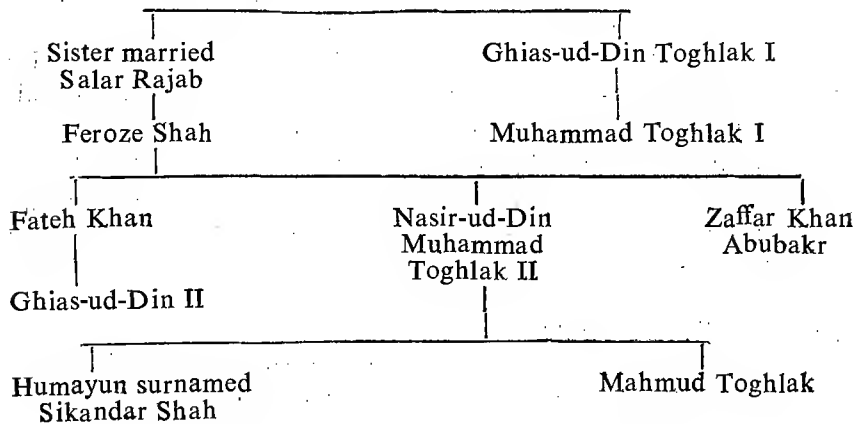 Sister married
Salar Rajab
Ghias-ud-Din Toghlak I
Feroze Shah
Muhammad Toghlak I
Fateh Khan
Nasir-ud-Din
Muhammad
Toghlak II
Zaffar Khan
Abubakr
Ghias-ud-Din II
Humayun surnamed
Sikandar Shah
Mahmud Toghlak